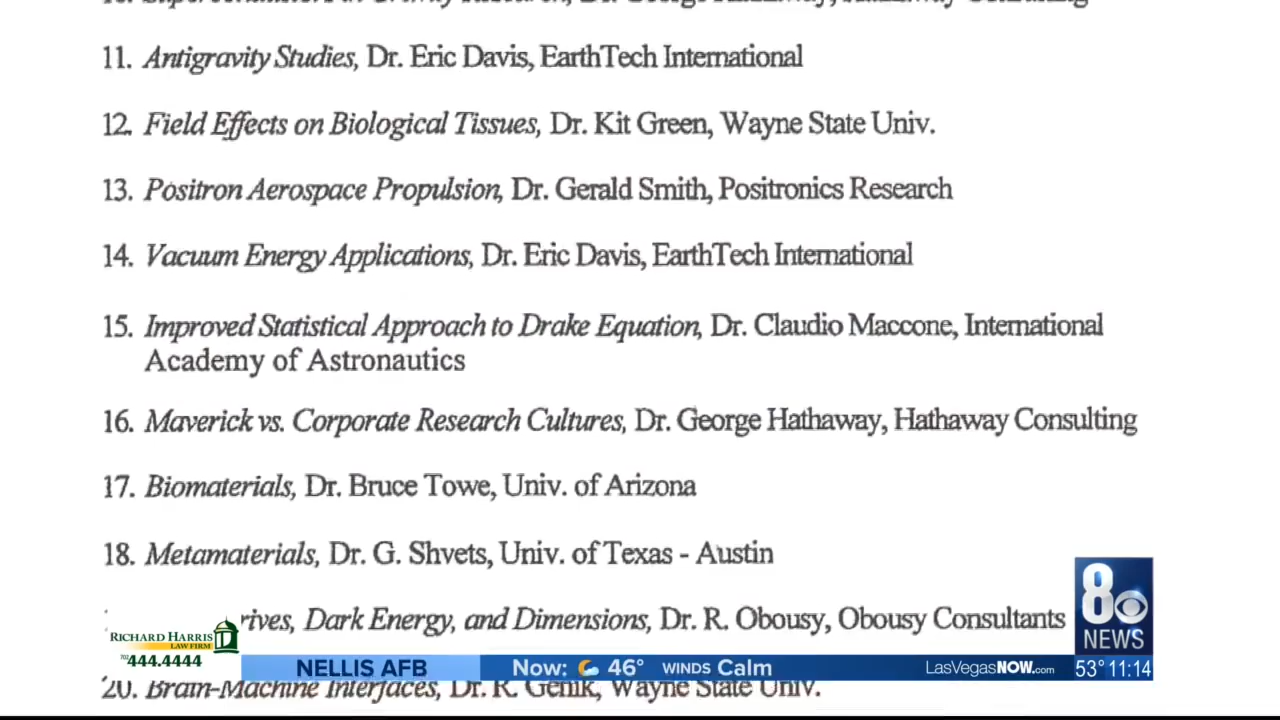 11. Antigravity Studies, Dr. Eric Davis, EarthTech International
12. Field Effects on Biological Tissues, Dr. Kit Green, Wayne State Univ.
13. Positron Aerospace Propulsion, Dr. Gerald Smith, Positronics Research
14. Vacuum Energy Applications, Dr. Eric Davis, EarthTech International
15. Improved Statistical Approach to Drake Equation, Dr. Claudio Maccone, International
Academy of Astronautics
16. Maverick vs. Corporate Research Cultures, Dr. George Hathaway, Hathaway Consulting
17. Biomaterials, Dr. Bruce Towe, Univ. of Arizona
18. Metamaterials, Dr. G. Shvets, Univ. of Texas - Austin
rives, Dark Energy, and Dimensions, Dr. R. Obousy, Obousy Consultants
20. Brain-Machine Interfaces, Dr. R. Genik, Wayne State Univ.
RICHARD HARRIS
LAW FIRM
702 444.4444
NELLIS AFB Now: 46° WINDS Calm LasVegasNOW.com 53° 11:14
8
NEWS